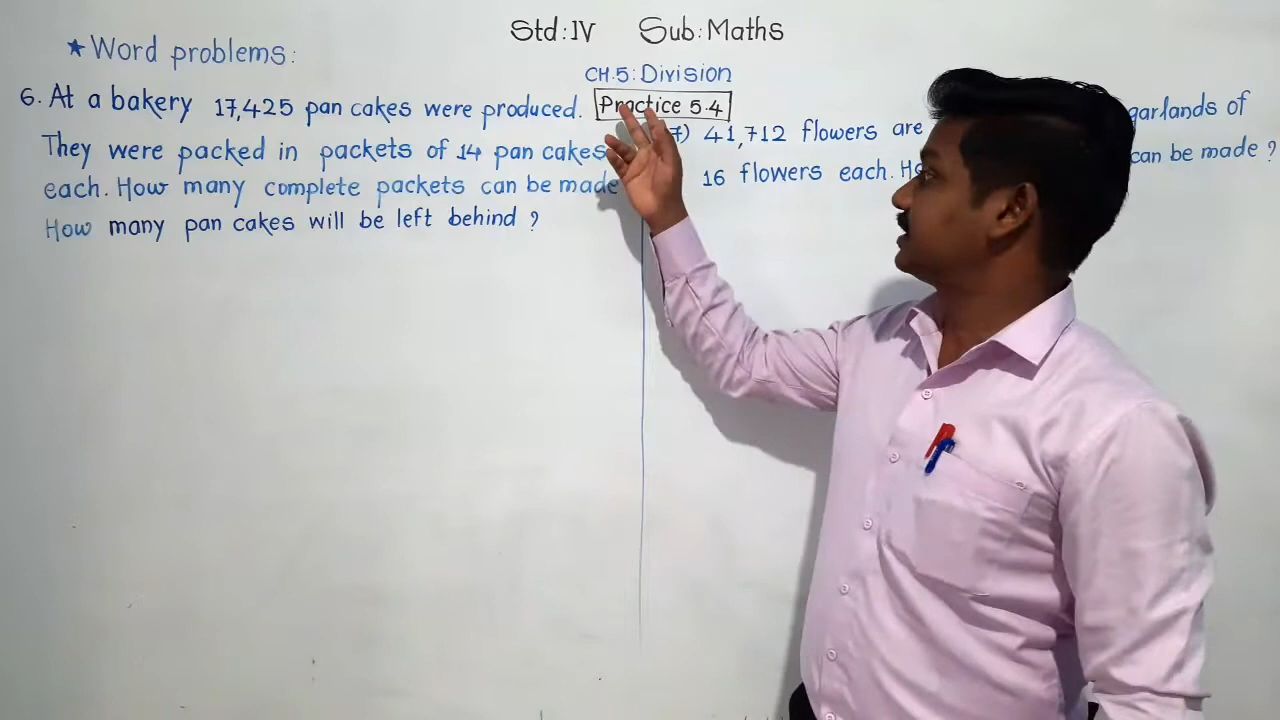 Std:IV Sub:Maths
★ Word problems:
CH.5: Division
Practice 5.4
6. At a bakery 17,425 pan cakes were produced.
They were packed in packets of 14 pan cakes
each. How many complete packets can be made
How many pan cakes will be left behind ?
7) 41,712 flowers are garlands of
16 flowers each. can be made ?